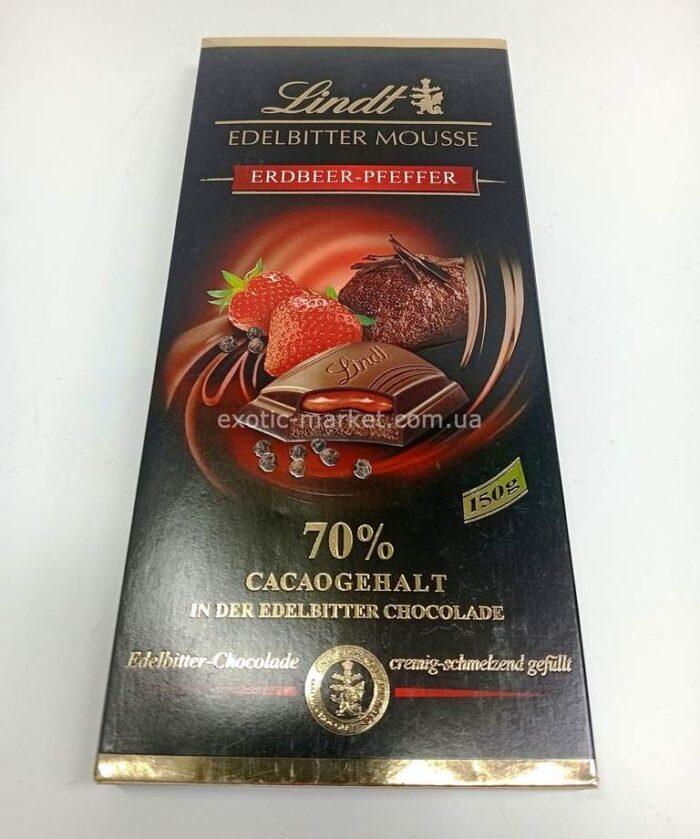 Lindt
EDELBITTER MOUSSE
ERDBEER-PFEFFER
Lindt
exotic-market.com.ua
150g
70%
CACAOGEHALT
IN DER EDELBITTER CHOCOLADE
Edelbitter-Chocolade cremig-schmelzend gefüllt